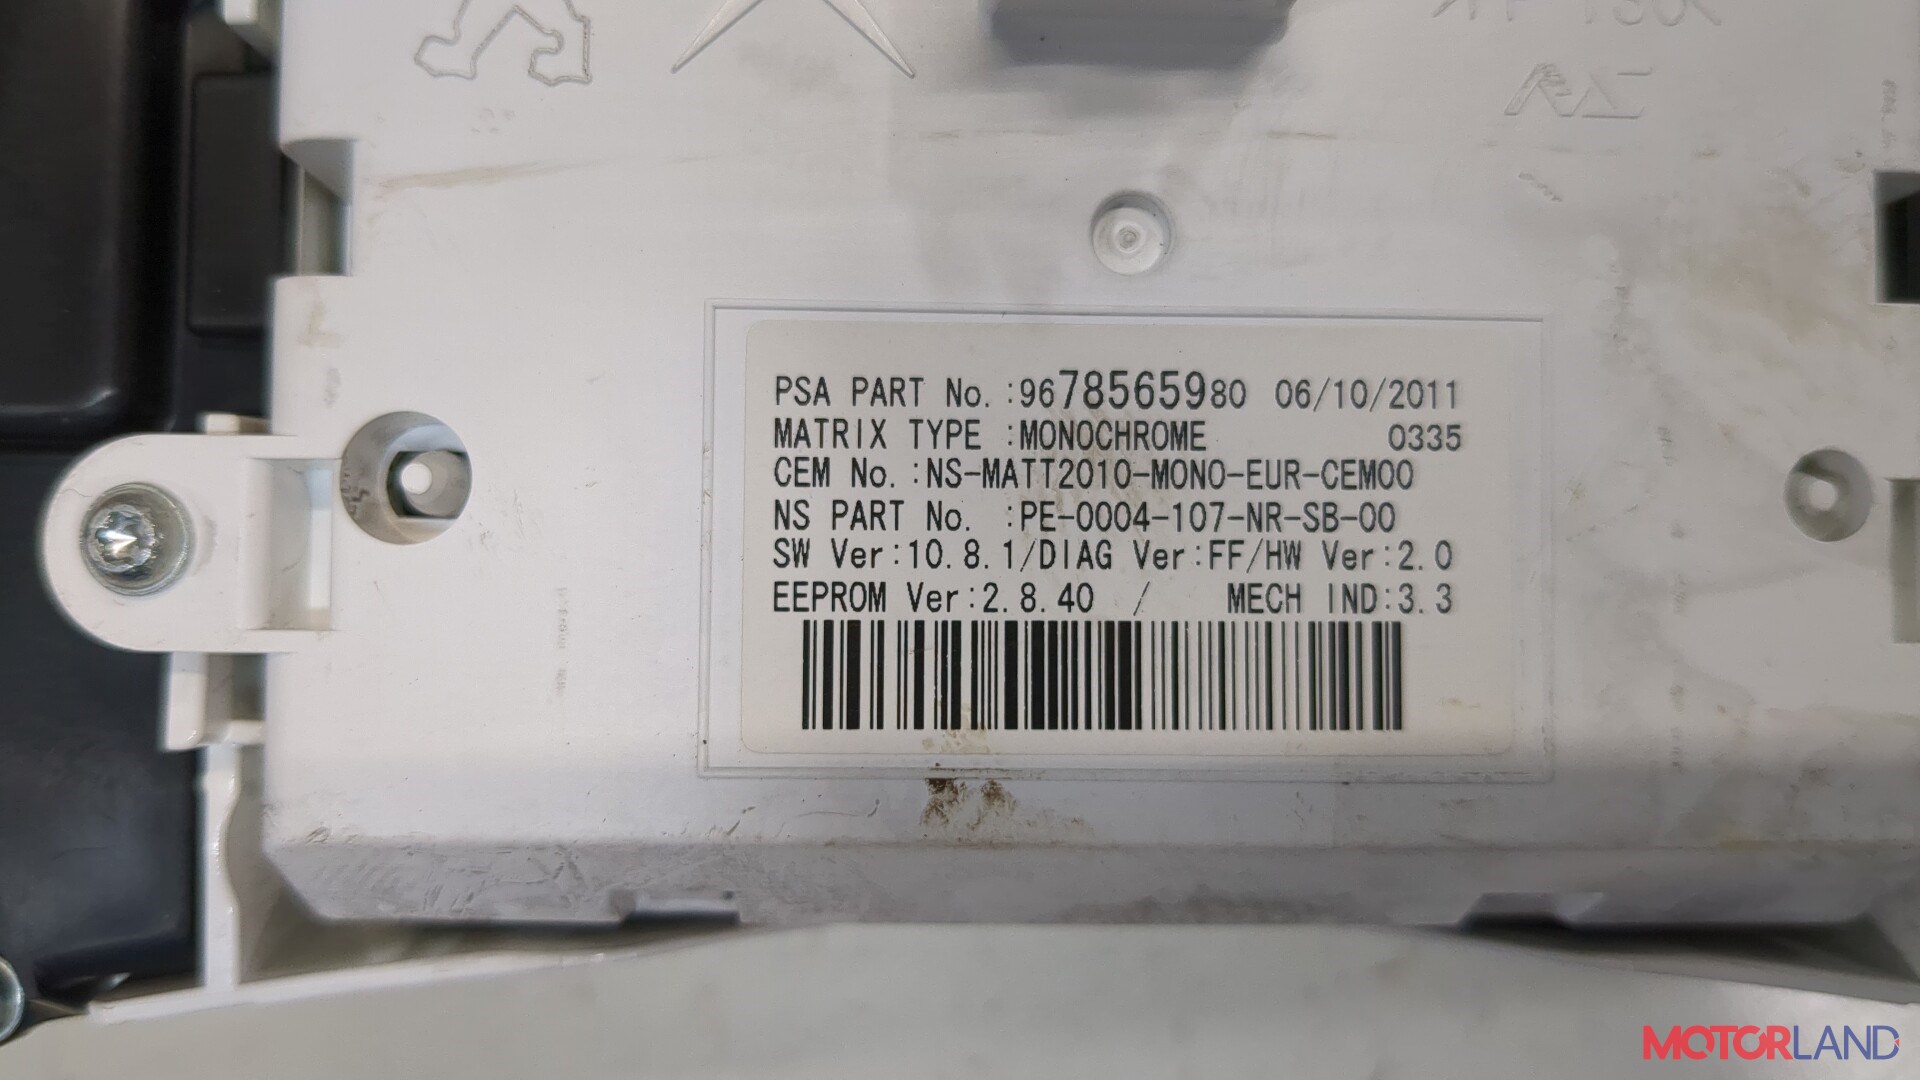 PSA PART No. :9678565980 06/10/2011
MATRIX TYPE :MONOCHROME 0335
CEM No. :NS-MATT2010-MONO-EUR-CEM00
NS PART No. :PE-0004-107-NR-SB-00
SW Ver:10.8.1/DIAG Ver:FF/HW Ver:2.0
EEPROM Ver:2.8.40 / MECH IND:3.3
MOTORLAND